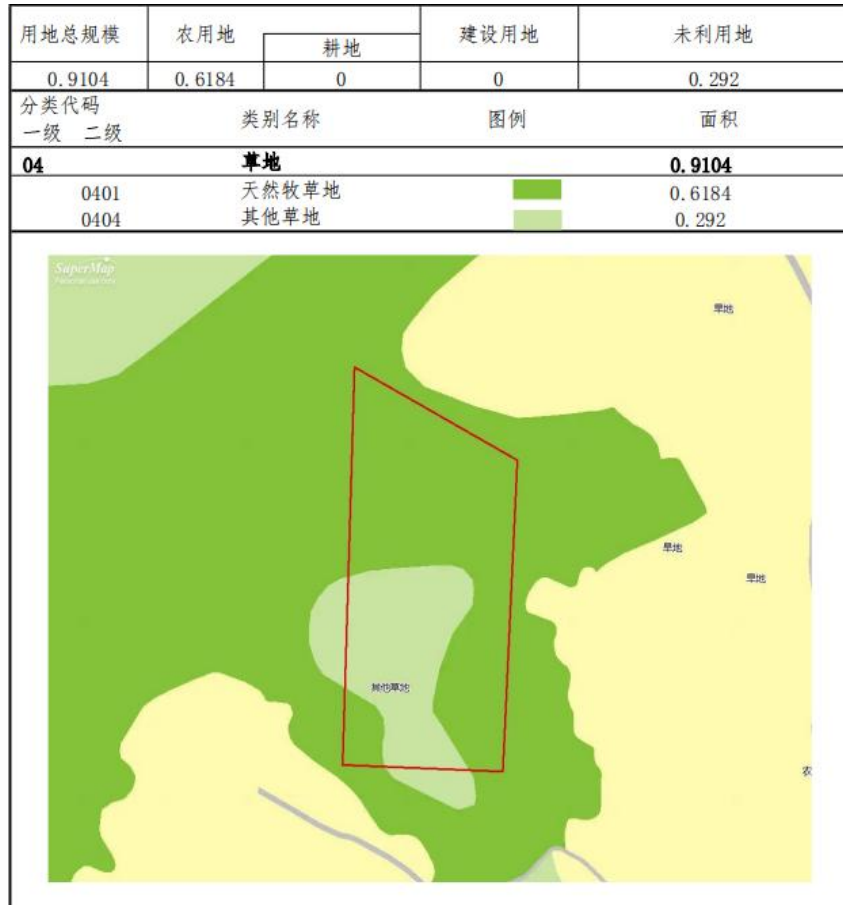 用地总规模 农用地 耕地 建设用地 未利用地
0.9104 0.6184 0 0 0.292
分类代码
一级 二级 类别名称 图例 面积
04 草地 0.9104
0401 天然牧草地 0.6184
0404 其他草地 0.292
SuperMap
旱地
旱地
旱地
其他草地
农